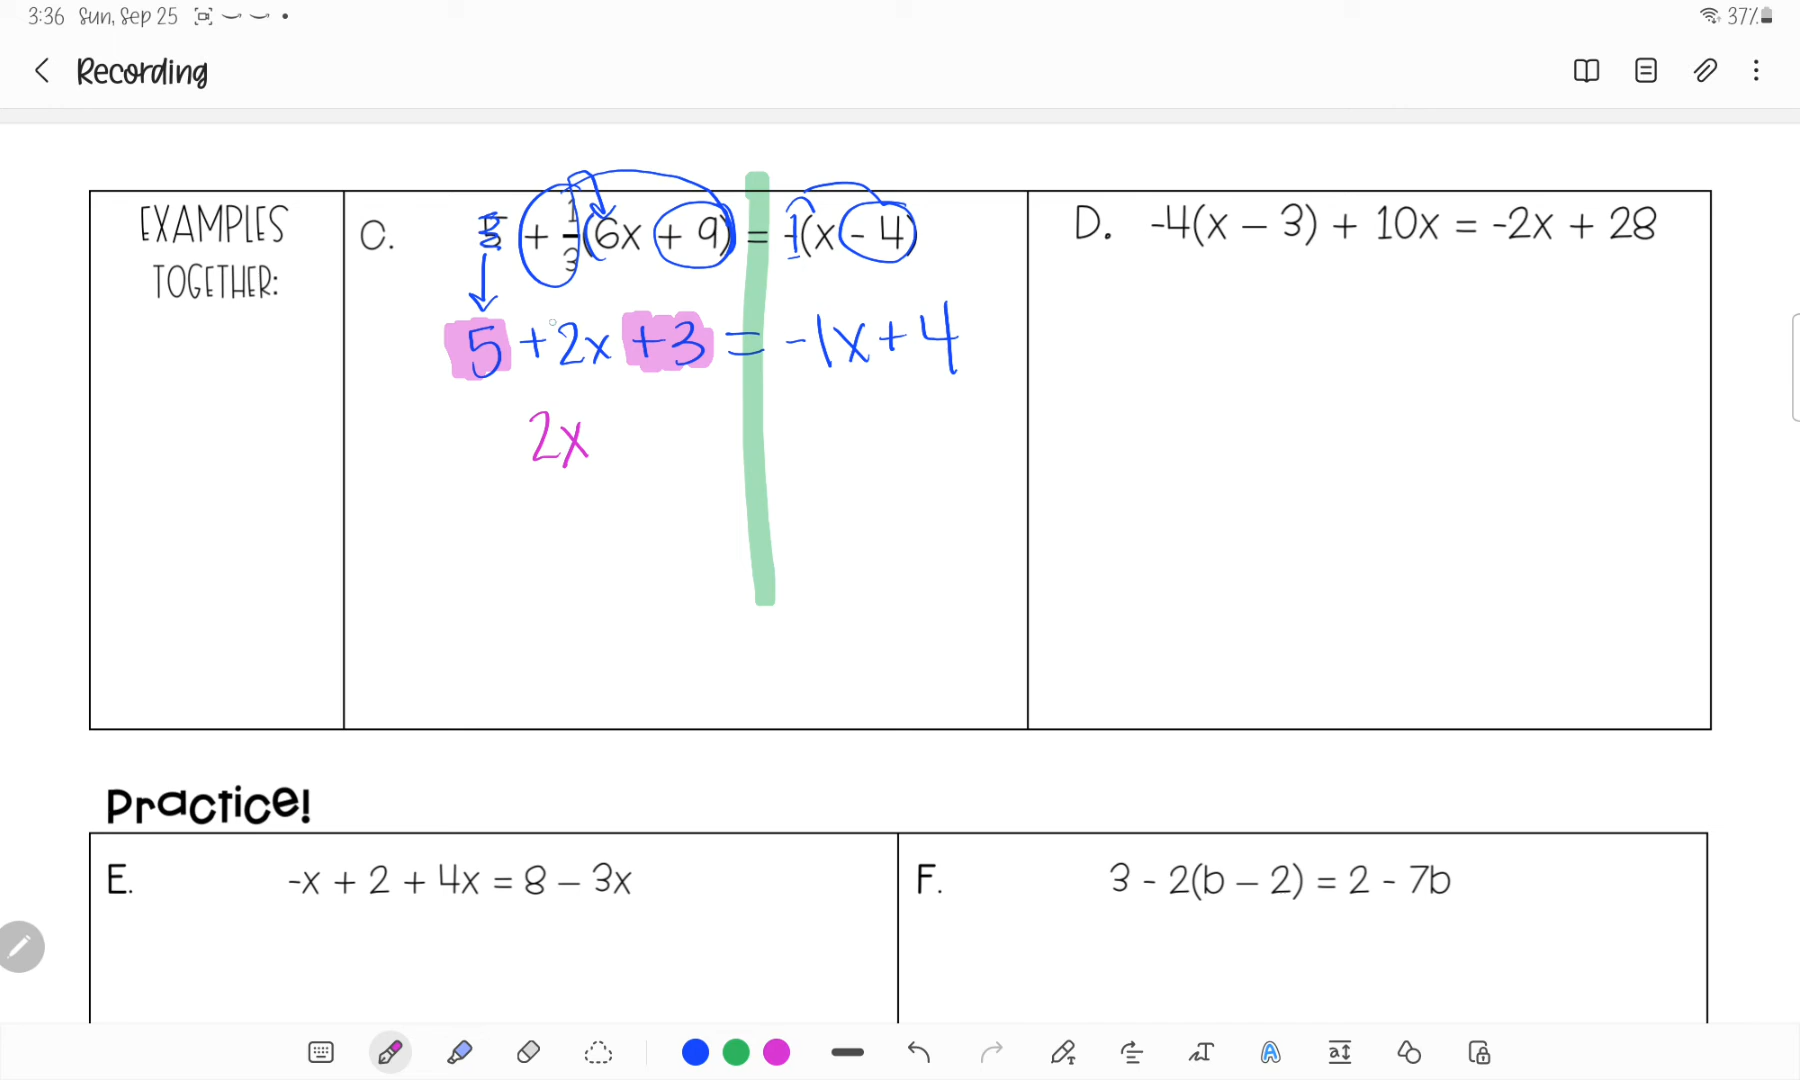 3:36 Sun, Sep 25
37%
Recording
EXAMPLES
TOGETHER:
C. 5 + 1/3(6x + 9) = -1(x - 4)
5 + 2x + 3 = -1x + 4
2x
D. -4(x – 3) + 10x = -2x + 28
Practice!
E. -x + 2 + 4x = 8 – 3x
F. 3 - 2(b – 2) = 2 - 7b